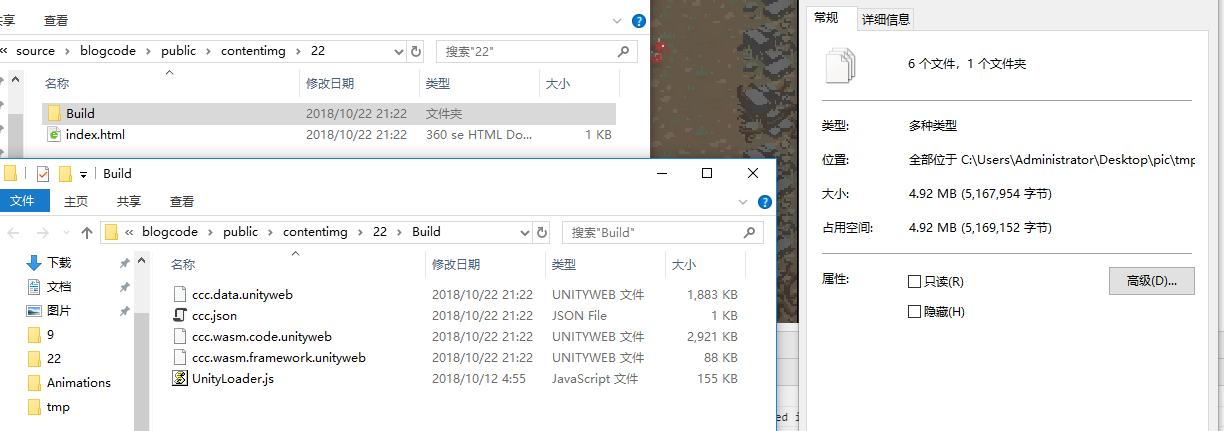 共享 查看
« source › blogcode › public › contentimg › 22
搜索"22"
名称 修改日期 类型 大小
Build 2018/10/22 21:22 文件夹
index.html 2018/10/22 21:22 360 se HTML Do... 1 KB
Build
文件 主页 共享 查看
« blogcode › public › contentimg › 22 › Build
搜索"Build"
下载
文档
图片
9
22
Animations
tmp
名称 修改日期 类型 大小
ccc.data.unityweb 2018/10/22 21:22 UNITYWEB 文件 1,883 KB
ccc.json 2018/10/22 21:22 JSON File 1 KB
ccc.wasm.code.unityweb 2018/10/22 21:22 UNITYWEB 文件 2,921 KB
ccc.wasm.framework.unityweb 2018/10/22 21:22 UNITYWEB 文件 88 KB
UnityLoader.js 2018/10/12 4:55 JavaScript 文件 155 KB
常规 详细信息
6 个文件，1 个文件夹
类型: 多种类型
位置: 全部位于 C:\Users\Administrator\Desktop\pic\tmp
大小: 4.92 MB (5,167,954 字节)
占用空间: 4.92 MB (5,169,152 字节)
属性: 只读(R) 高级(D)...
隐藏(H)